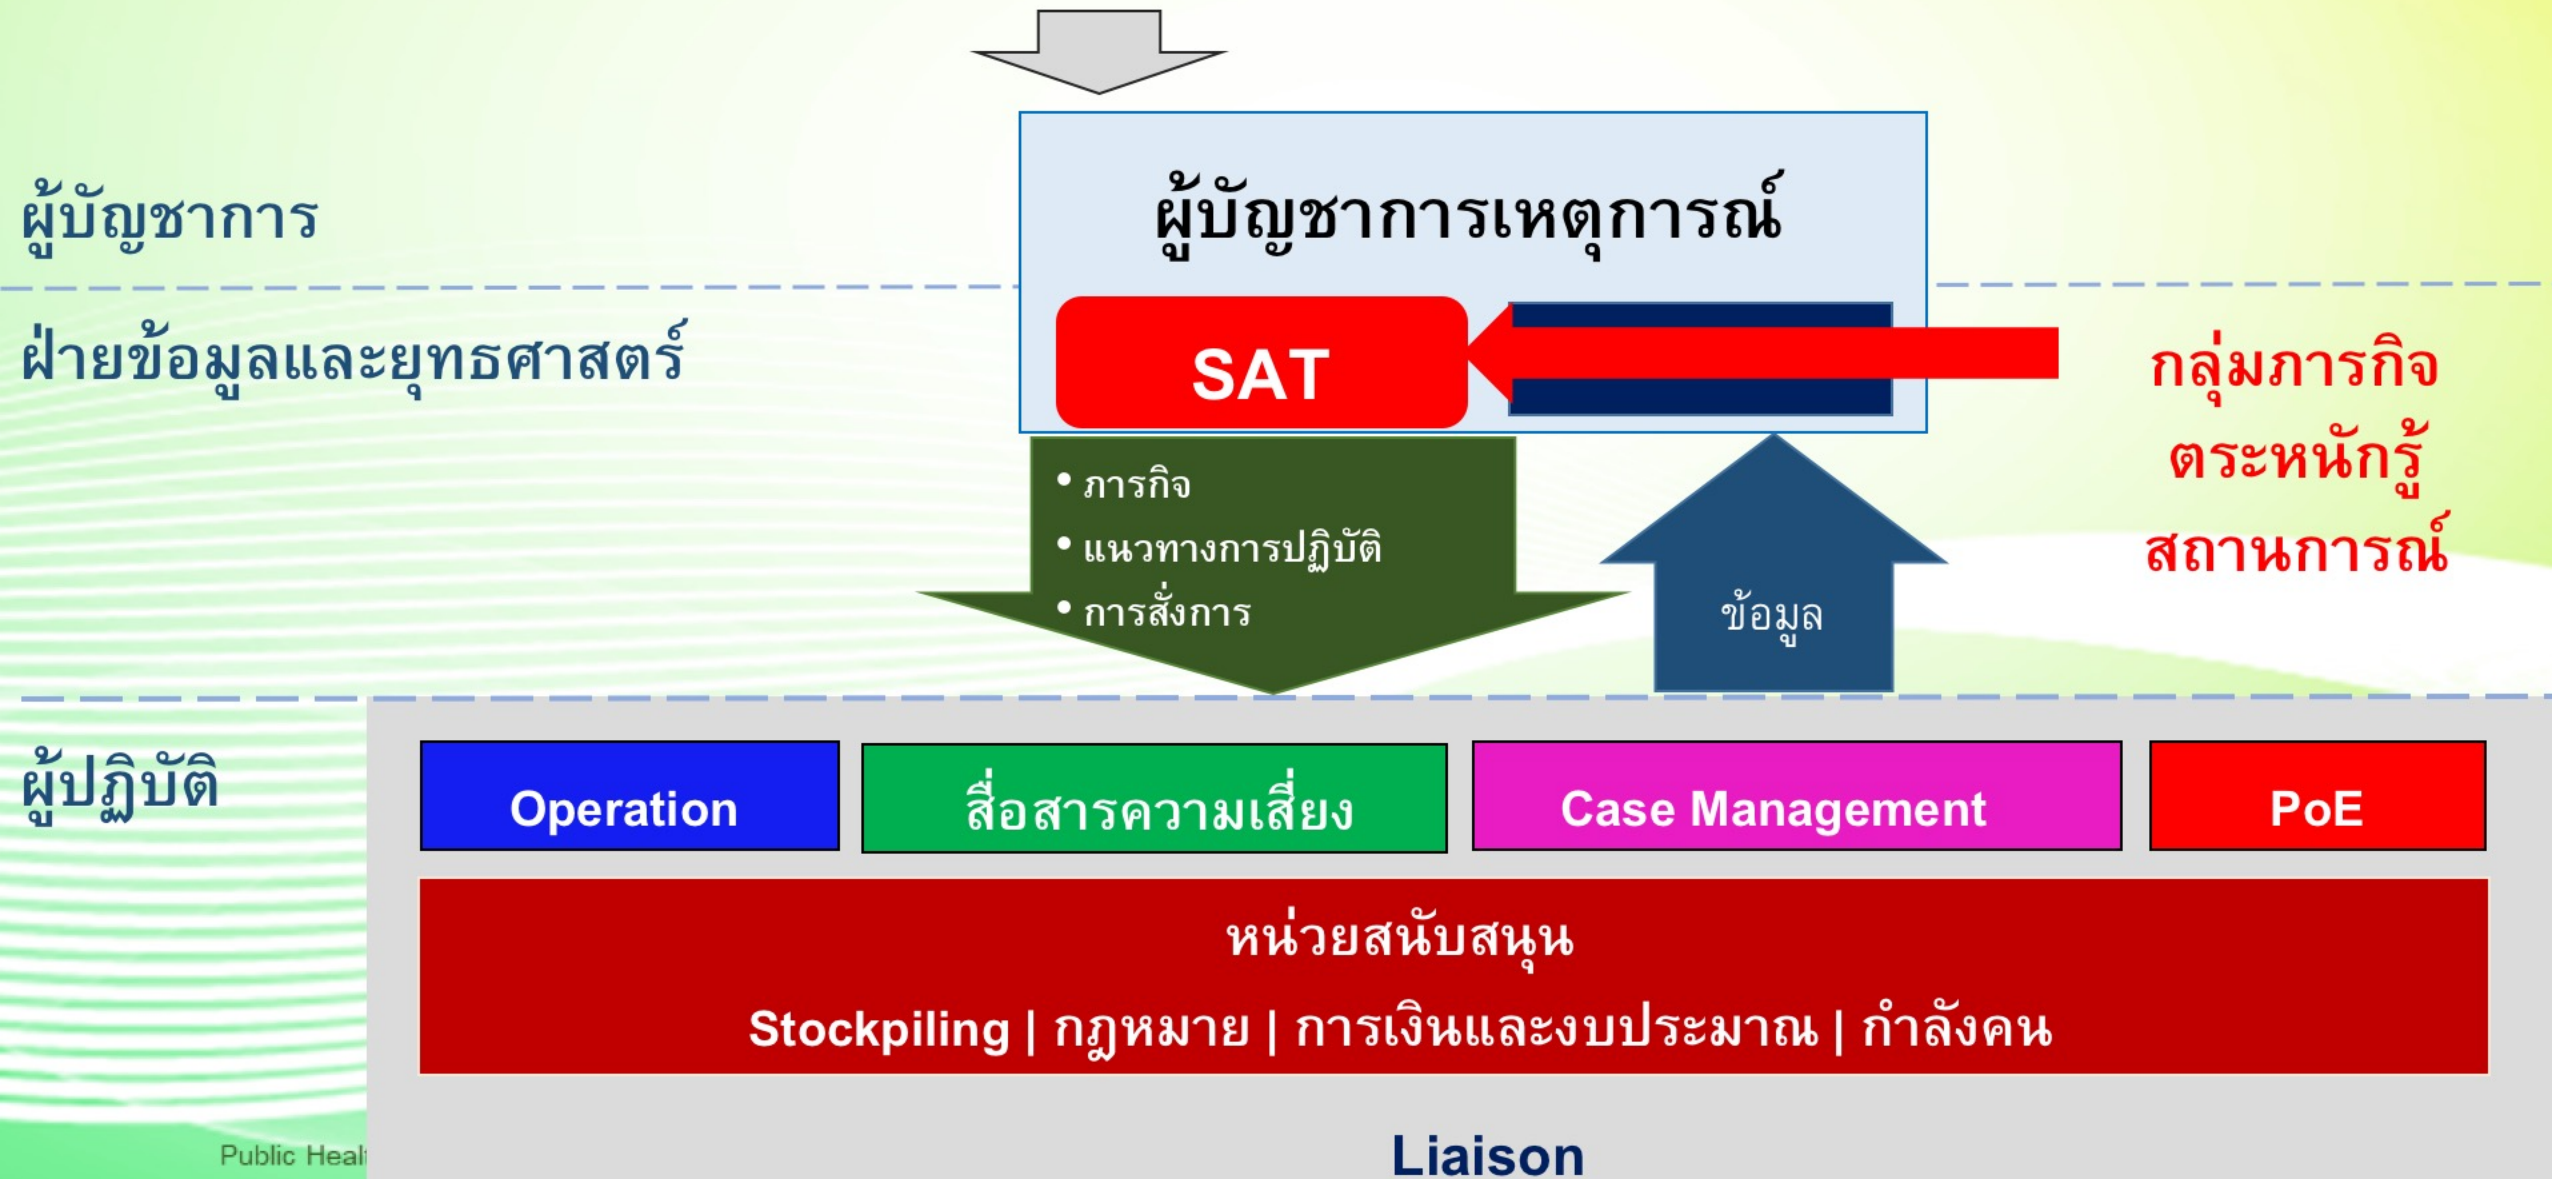 ผู้บัญชาการ
ผู้บัญชาการเหตุการณ์
ฝ่ายข้อมูลและยุทธศาสตร์
SAT
กลุ่มภารกิจ
ตระหนักรู้
สถานการณ์
• ภารกิจ
• แนวทางการปฏิบัติ
• การสั่งการ
ข้อมูล
ผู้ปฏิบัติ
Operation
สื่อสารความเสี่ยง
Case Management
PoE
หน่วยสนับสนุน
Stockpiling | กฎหมาย | การเงินและงบประมาณ | กำลังคน
Public
Liaison